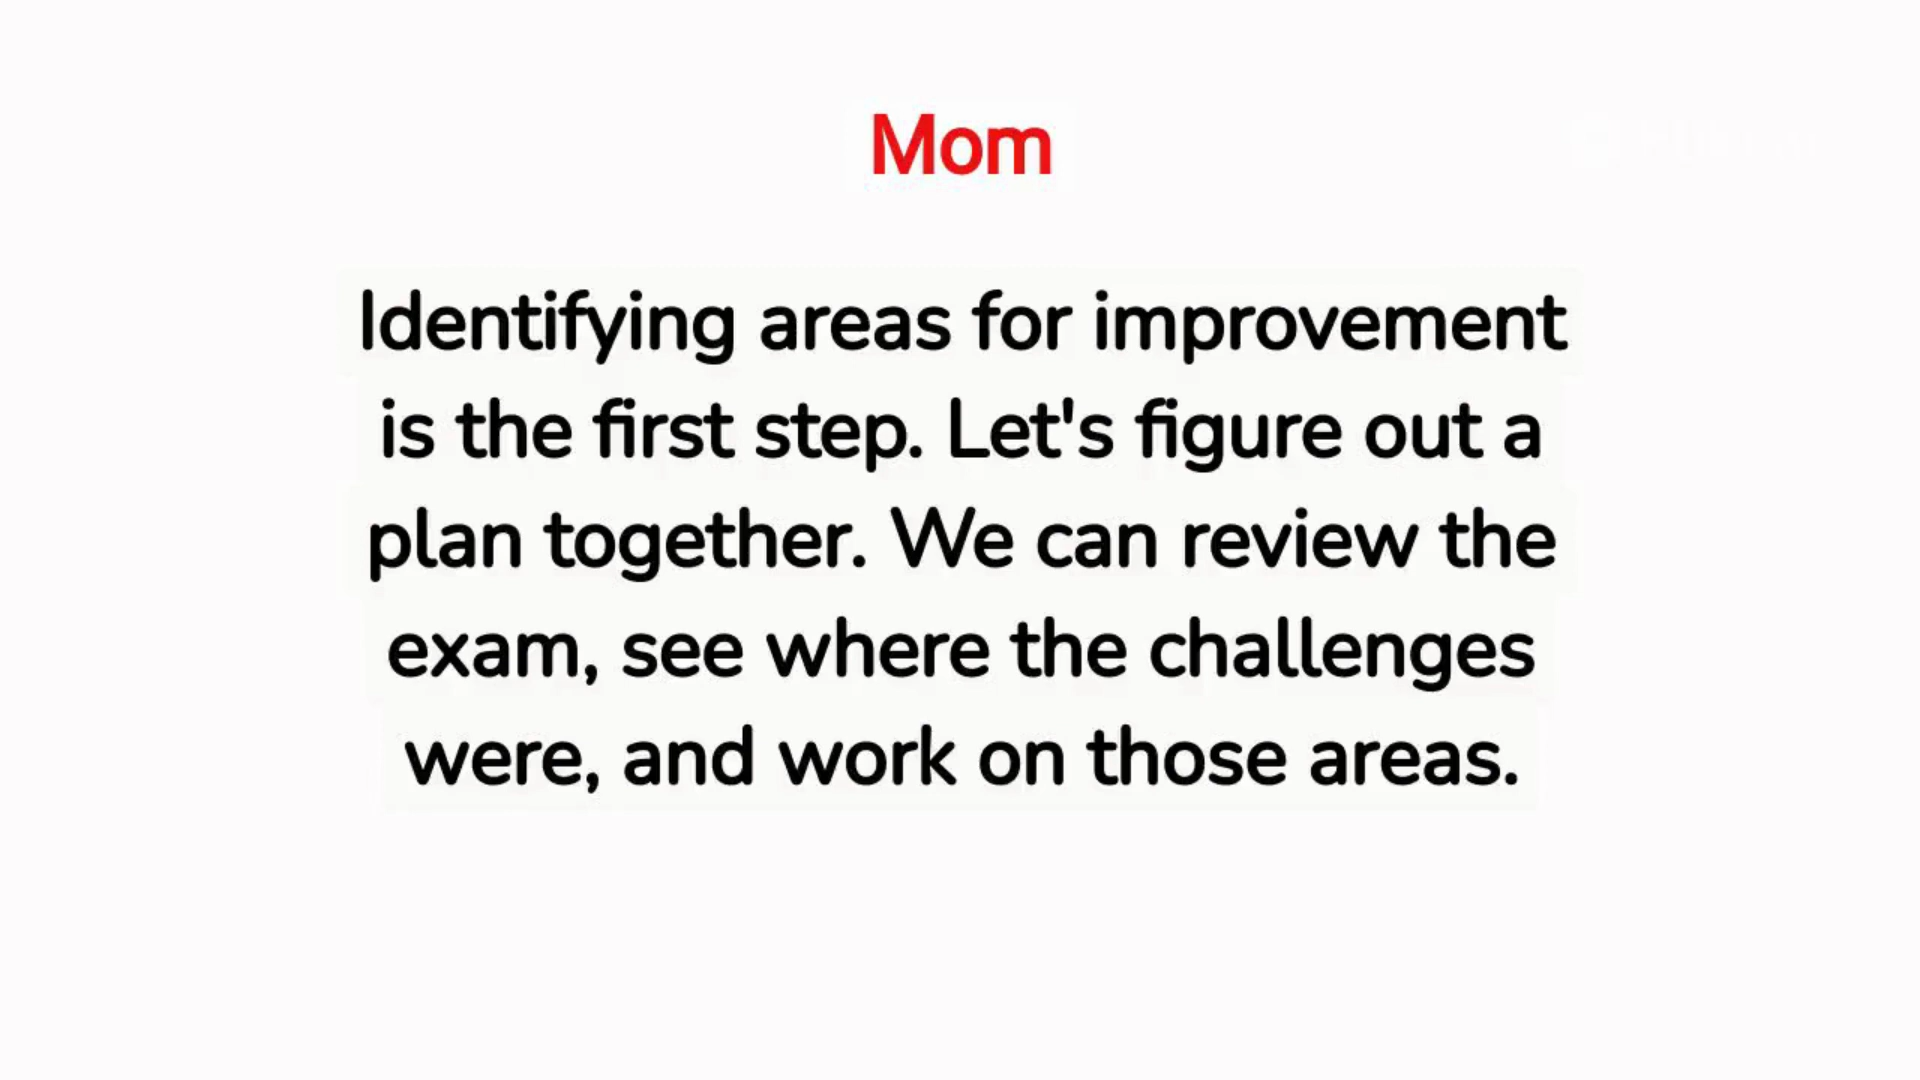 Mom
Identifying areas for improvement
is the first step. Let's figure out a
plan together. We can review the
exam, see where the challenges
were, and work on those areas.